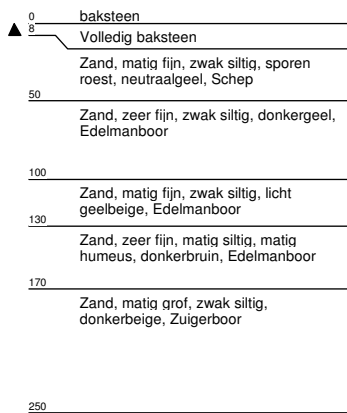 0 baksteen
8 Volledig baksteen
Zand, matig fijn, zwak siltig, sporen
roest, neutraalgeel, Schep
50
Zand, zeer fijn, zwak siltig, donkergeel,
Edelmanboor
100
Zand, matig fijn, zwak siltig, licht
geelbeige, Edelmanboor
130
Zand, zeer fijn, matig siltig, matig
humeus, donkerbruin, Edelmanboor
170
Zand, matig grof, zwak siltig,
donkerbeige, Zuigerboor
250